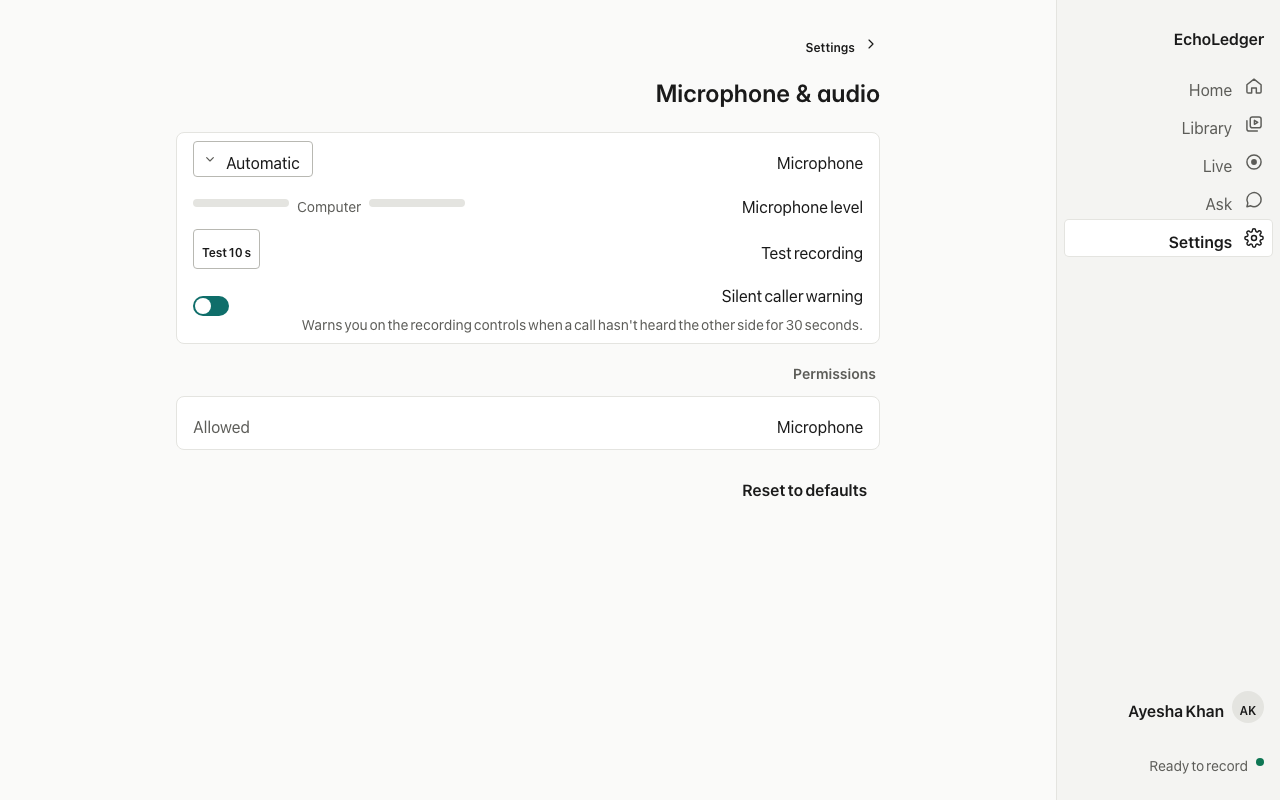 EchoLedger
Home
Library
Live
Ask
Settings
Ayesha Khan
AK
Ready to record
Settings
Microphone & audio
Microphone
Automatic
Microphone level
Computer
Test recording
Test 10 s
Silent caller warning
Warns you on the recording controls when a call hasn't heard the other side for 30 seconds.
Permissions
Microphone
Allowed
Reset to defaults